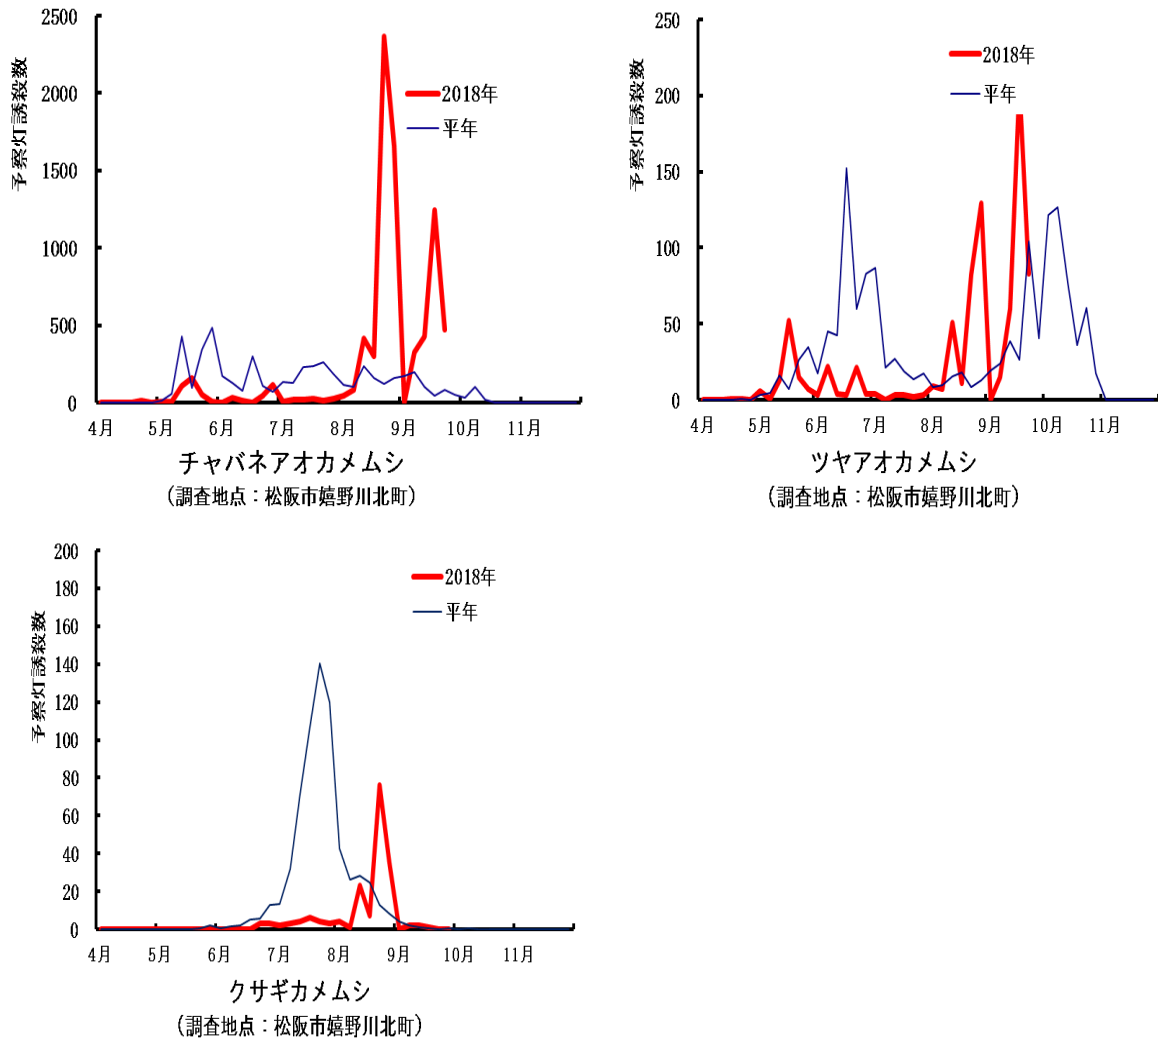 予察灯誘殺数
2500
2000
1500
1000
500
0
2018年
平年
4月 5月 6月 7月 8月 9月 10月 11月
チャバネアオカメムシ
(調査地点：松阪市嬉野川北町)
予察灯誘殺数
250
200
150
100
50
0
2018年
平年
4月 5月 6月 7月 8月 9月 10月 11月
ツヤアオカメムシ
(調査地点：松阪市嬉野川北町)
予察灯誘殺数
200
180
160
140
120
100
80
60
40
20
0
2018年
平年
4月 5月 6月 7月 8月 9月 10月 11月
クサギカメムシ
(調査地点：松阪市嬉野川北町)